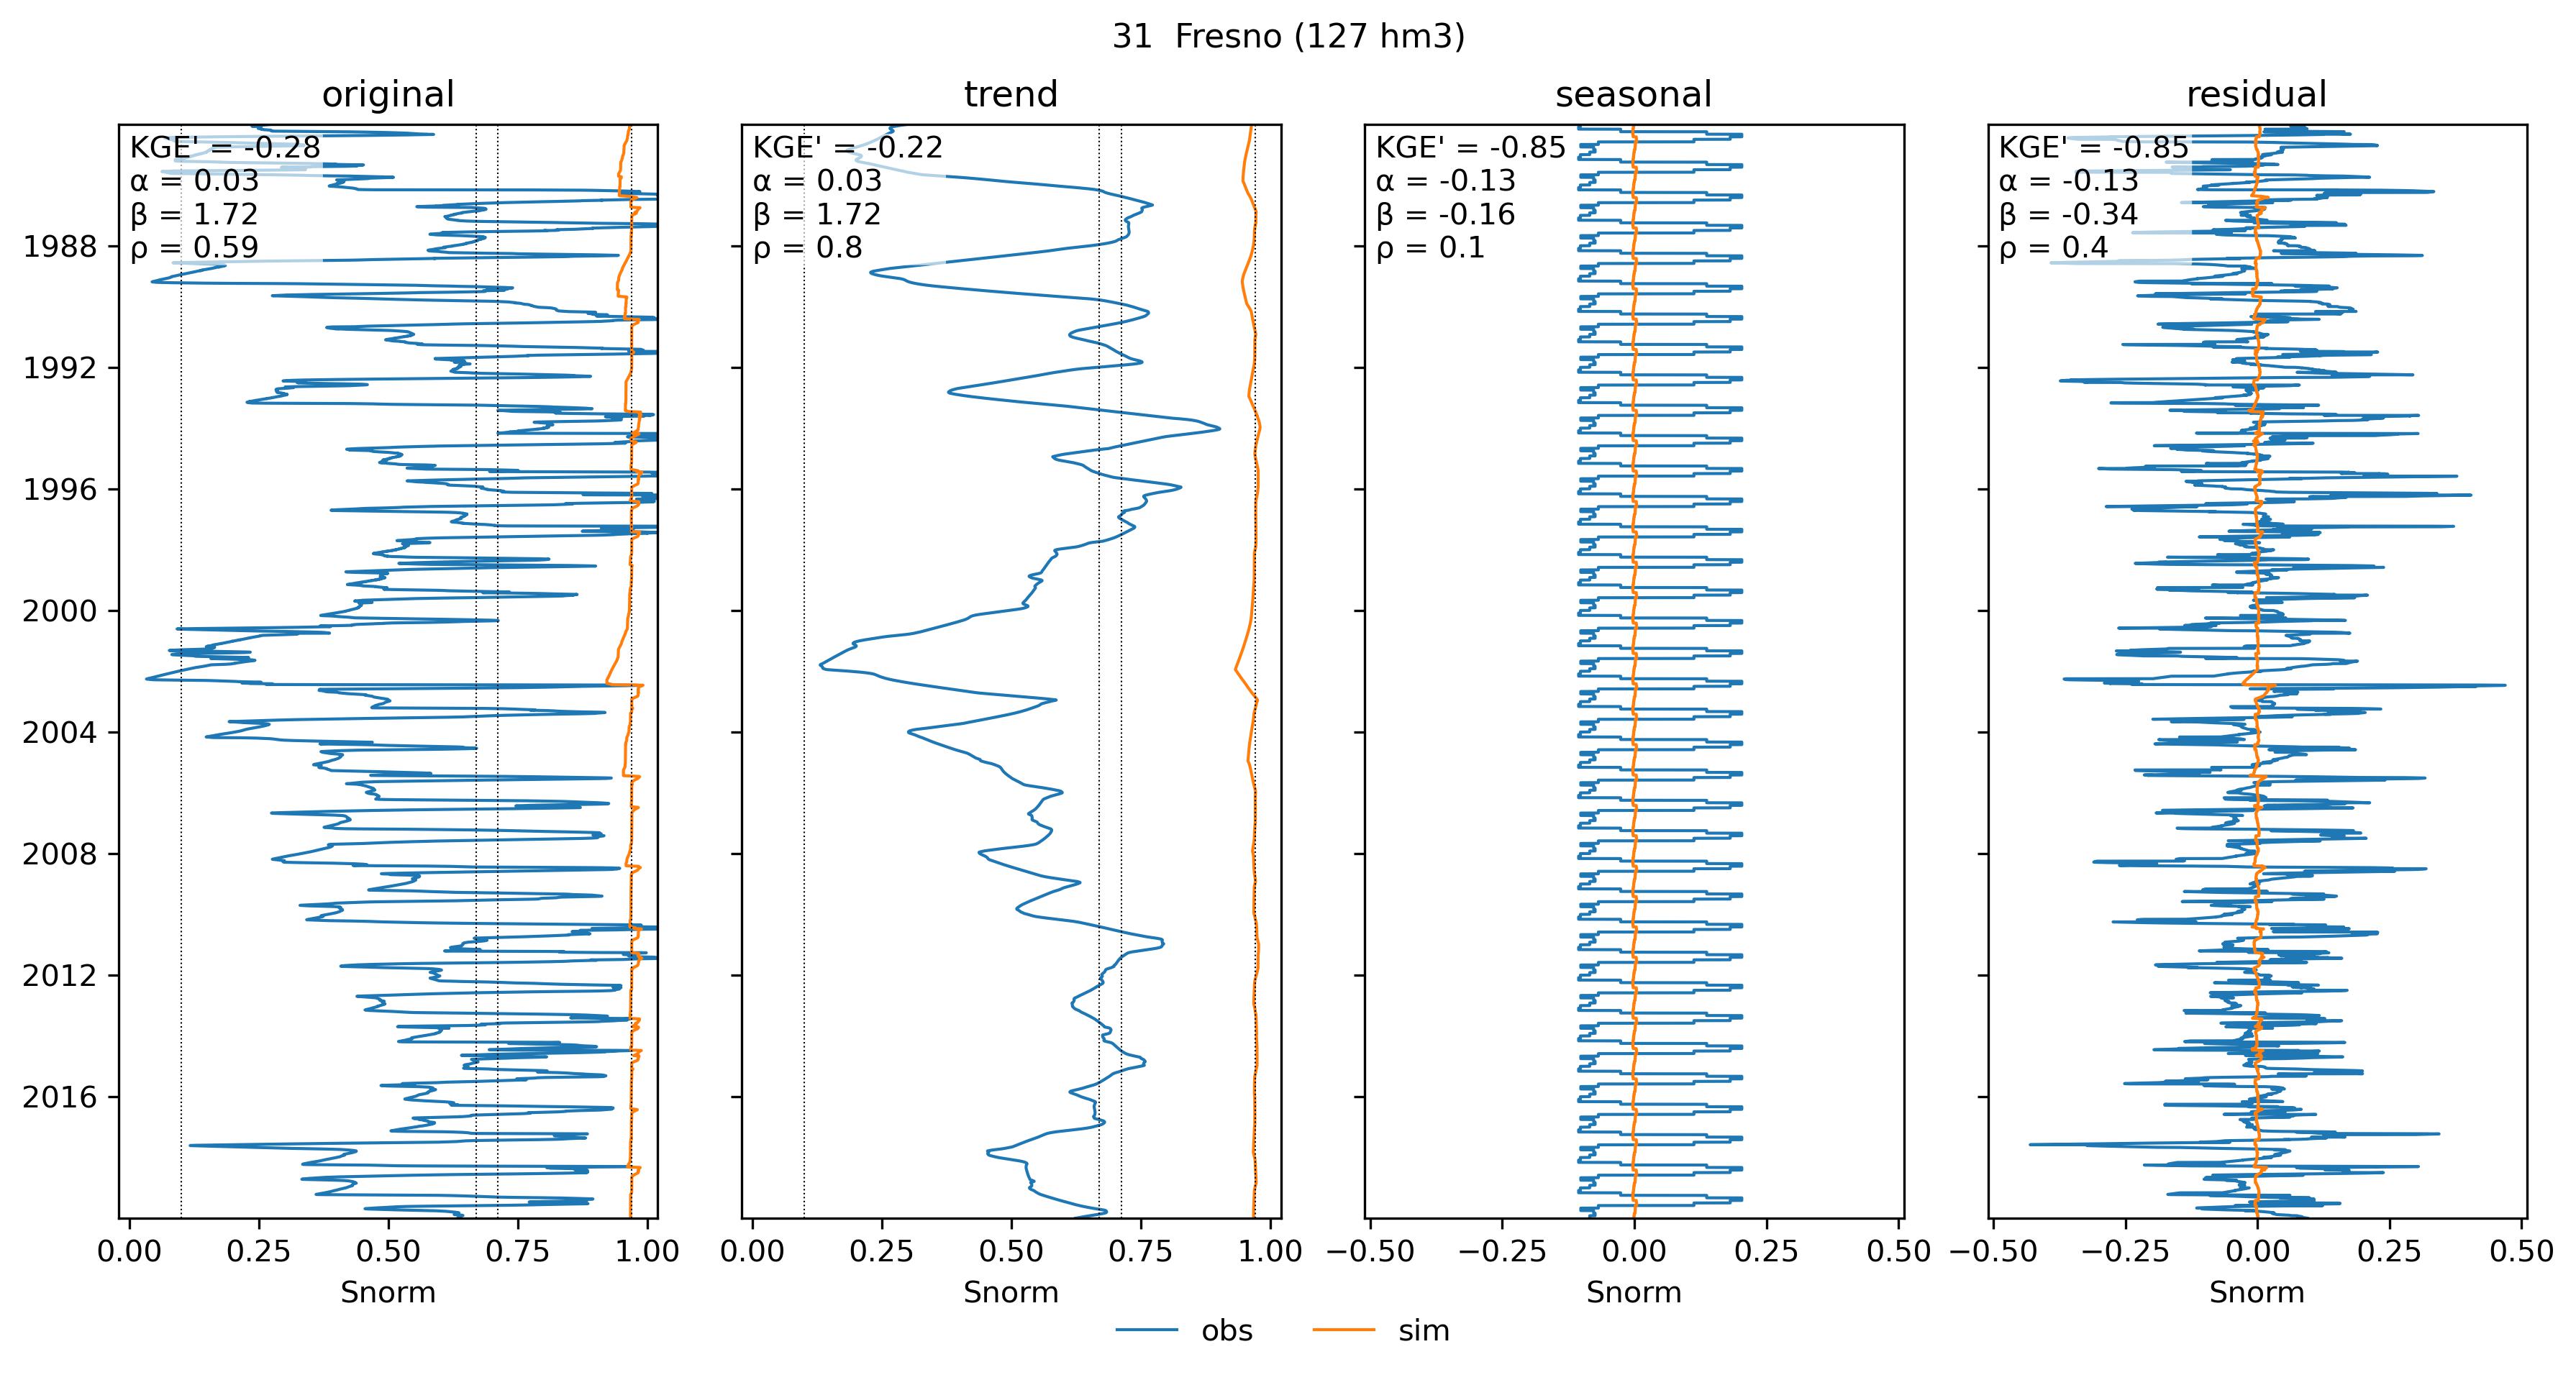 31  Fresno (127 hm3)
original
trend
seasonal
residual
KGE' = -0.28
α = 0.03
β = 1.72
ρ = 0.59
KGE' = -0.22
α = 0.03
β = 1.72
ρ = 0.8
KGE' = -0.85
α = -0.13
β = -0.16
ρ = 0.1
KGE' = -0.85
α = -0.13
β = -0.34
ρ = 0.4
1988
1992
1996
2000
2004
2008
2012
2016
0.00 0.25 0.50 0.75 1.00
0.00 0.25 0.50 0.75 1.00
−0.50 −0.25 0.00 0.25 0.50
−0.50 −0.25 0.00 0.25 0.50
Snorm
Snorm
Snorm
Snorm
obs
sim